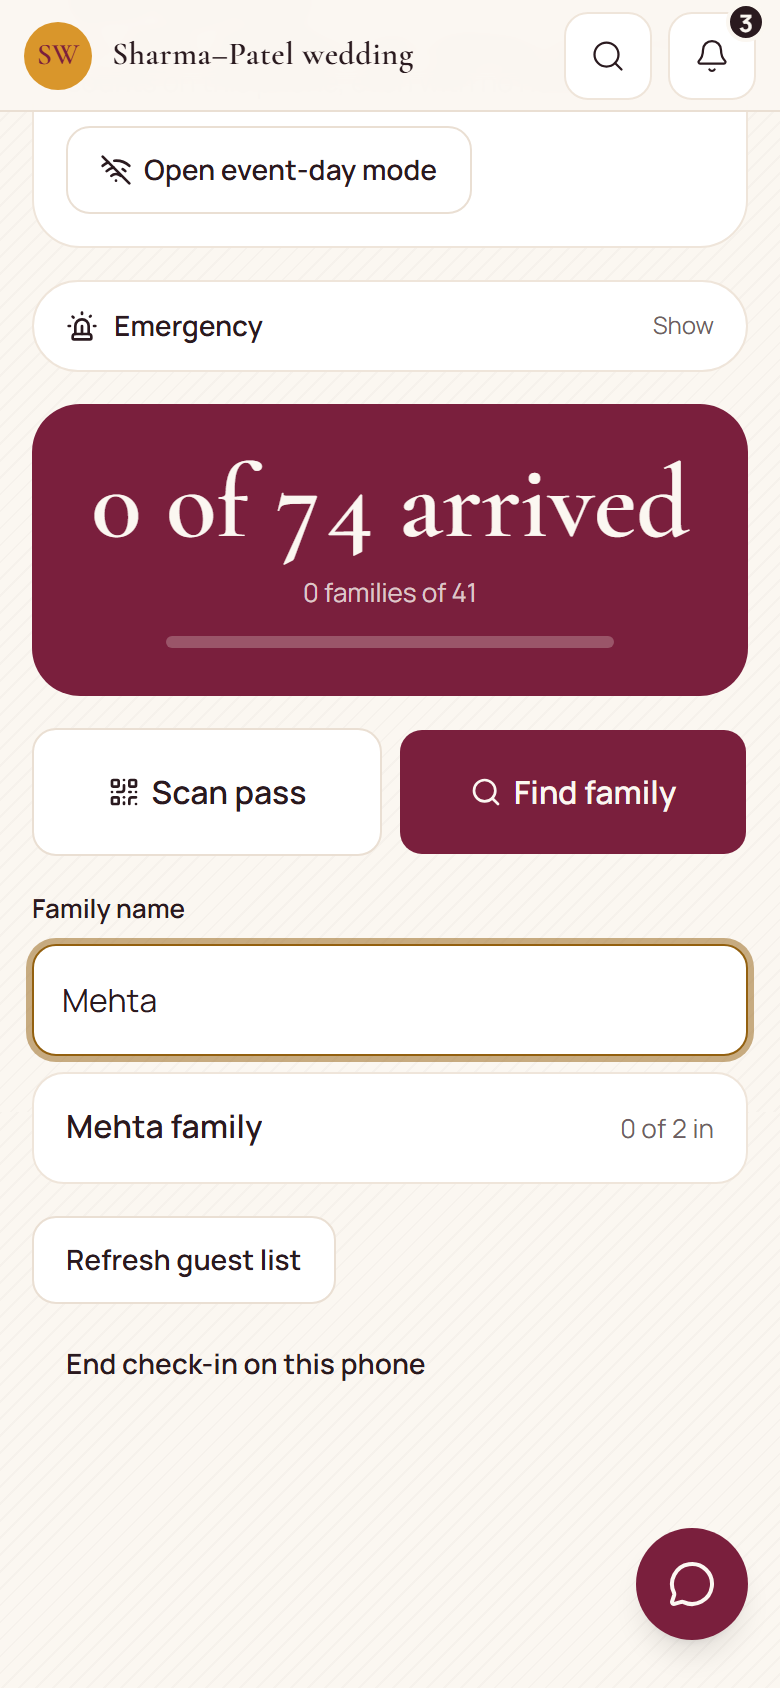 SW
Sharma–Patel wedding
3
Open event-day mode
Emergency
Show
0 of 74 arrived
0 families of 41
Scan pass
Find family
Family name
Mehta
Mehta family
0 of 2 in
Refresh guest list
End check-in on this phone